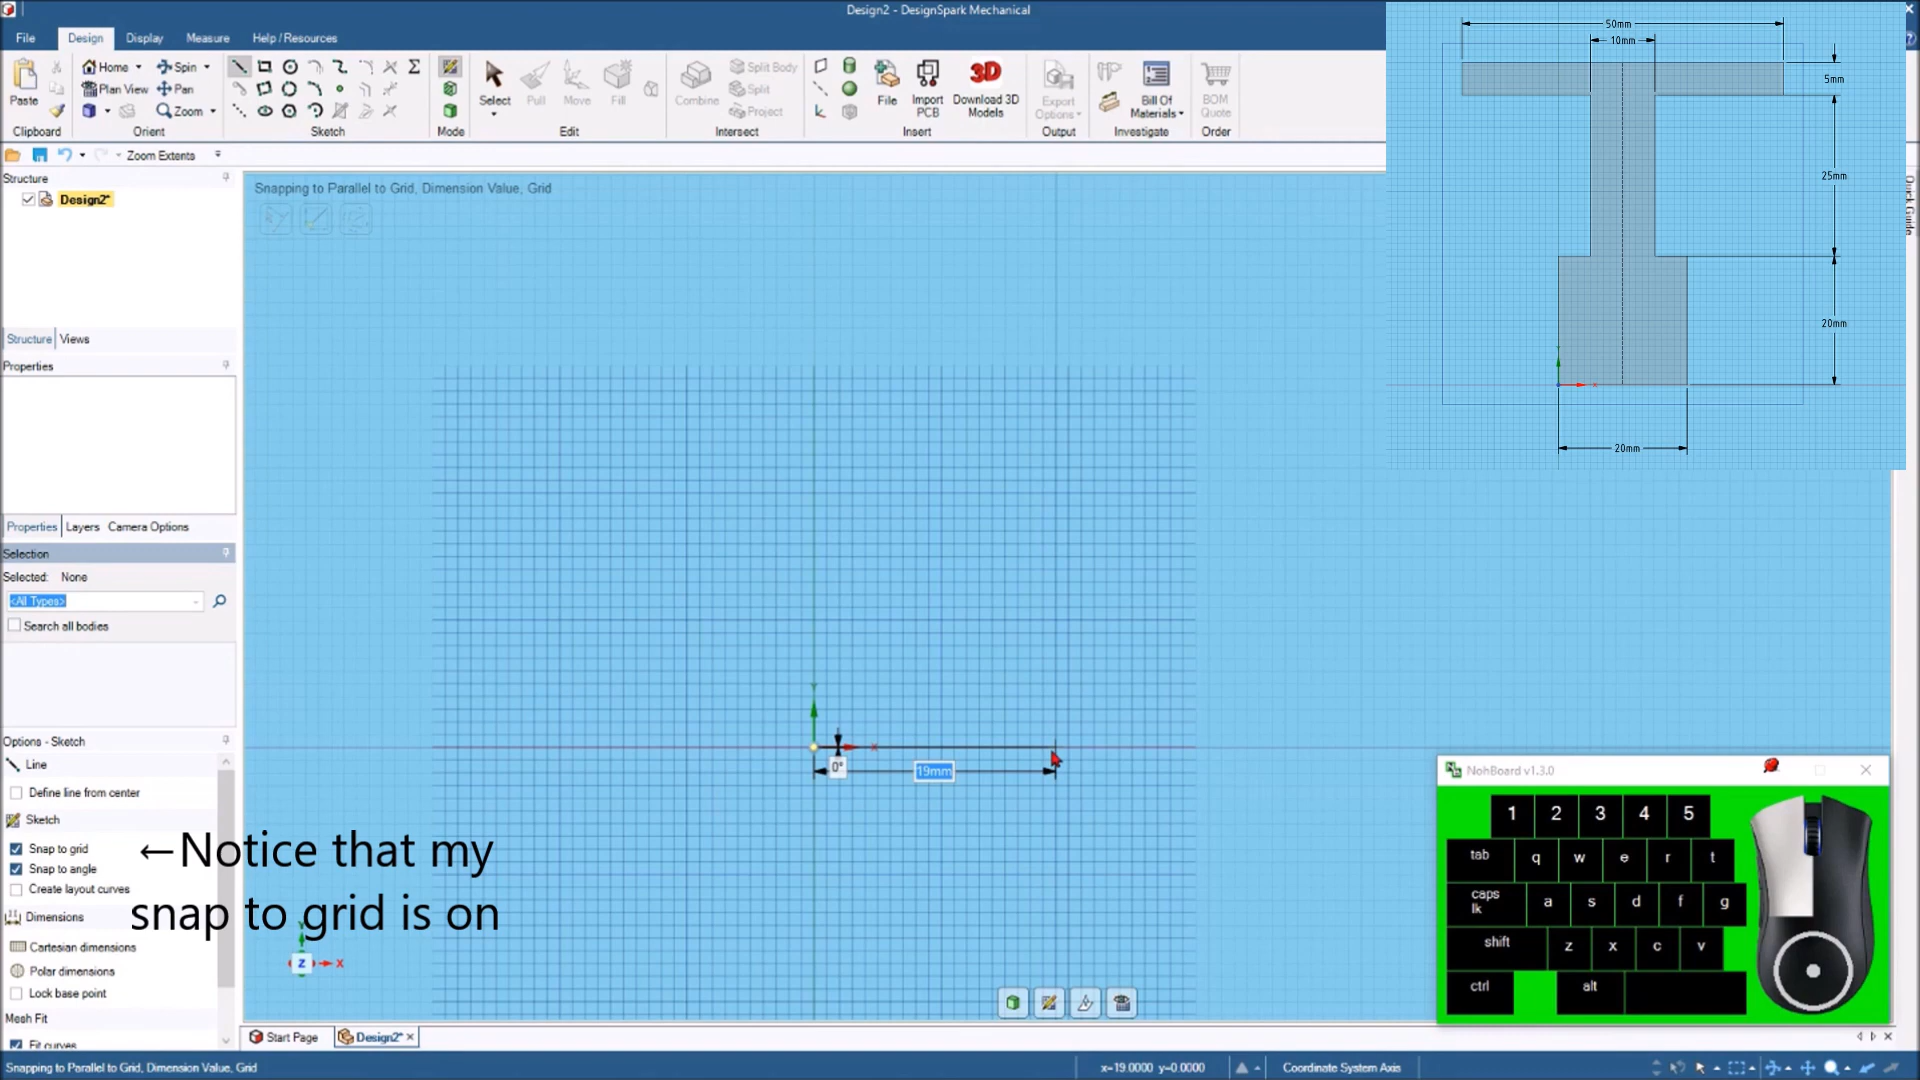 Design2 - DesignSpark Mechanical
File
Design
Display
Measure
Help / Resources
Paste
Home
Spin
Plan View
Pan
Zoom
Select
Pull
Move
Fill
Combine
Split Body
Split
Project
File
Import PCB
3D
Download 3D Models
Export Options
Bill Of Materials
BOM Quote
Clipboard
Orient
Sketch
Mode
Edit
Intersect
Insert
Output
Investigate
Order
Zoom Extents
Structure
Design2*
Structure
Views
Properties
Properties
Layers
Camera Options
Selection
Selected: None
<All Types>
Search all bodies
Options - Sketch
Line
Define line from center
Sketch
Snap to grid
Snap to angle
Create layout curves
Dimensions
Cartesian dimensions
Polar dimensions
Lock base point
Mesh Fit
Fit curves
←Notice that my
snap to grid is on
Snapping to Parallel to Grid, Dimension Value, Grid
Y
X
0°
19mm
Z
X
50mm
10mm
5mm
25mm
20mm
20mm
Quick Guide
NohBoard v1.3.0
1 2 3 4 5
tab q w e r t
caps lk a s d f g
shift z x c v
ctrl alt
Start Page
Design2*
Snapping to Parallel to Grid, Dimension Value, Grid
x=19.0000 y=0.0000
Coordinate System Axis